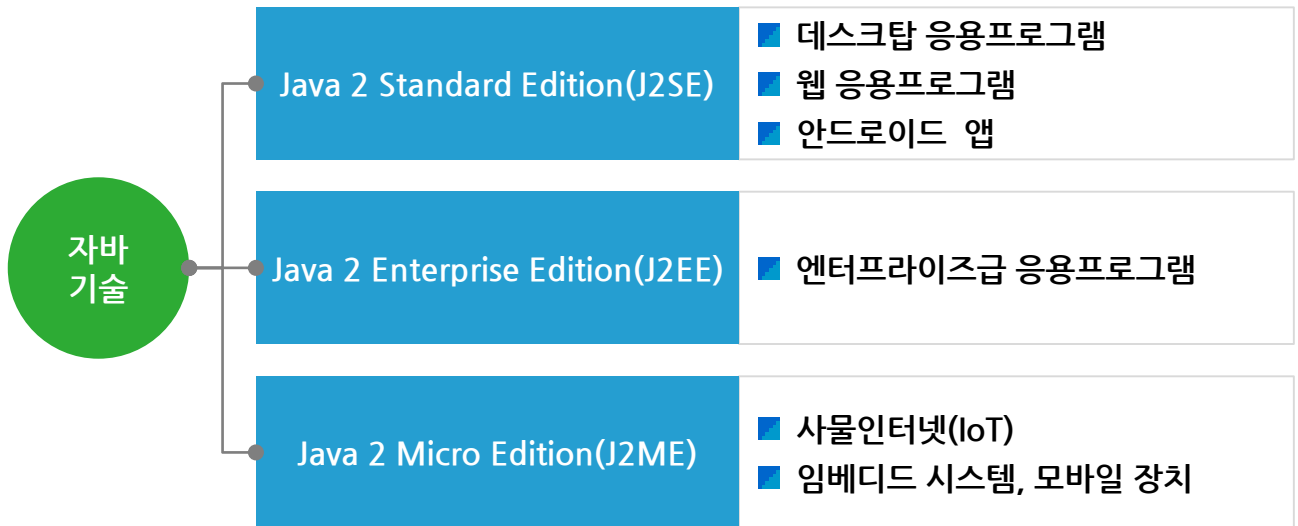 자바
기술
Java 2 Standard Edition(J2SE)
데스크탑 응용프로그램
웹 응용프로그램
안드로이드 앱
Java 2 Enterprise Edition(J2EE)
엔터프라이즈급 응용프로그램
Java 2 Micro Edition(J2ME)
사물인터넷(IoT)
임베디드 시스템, 모바일 장치